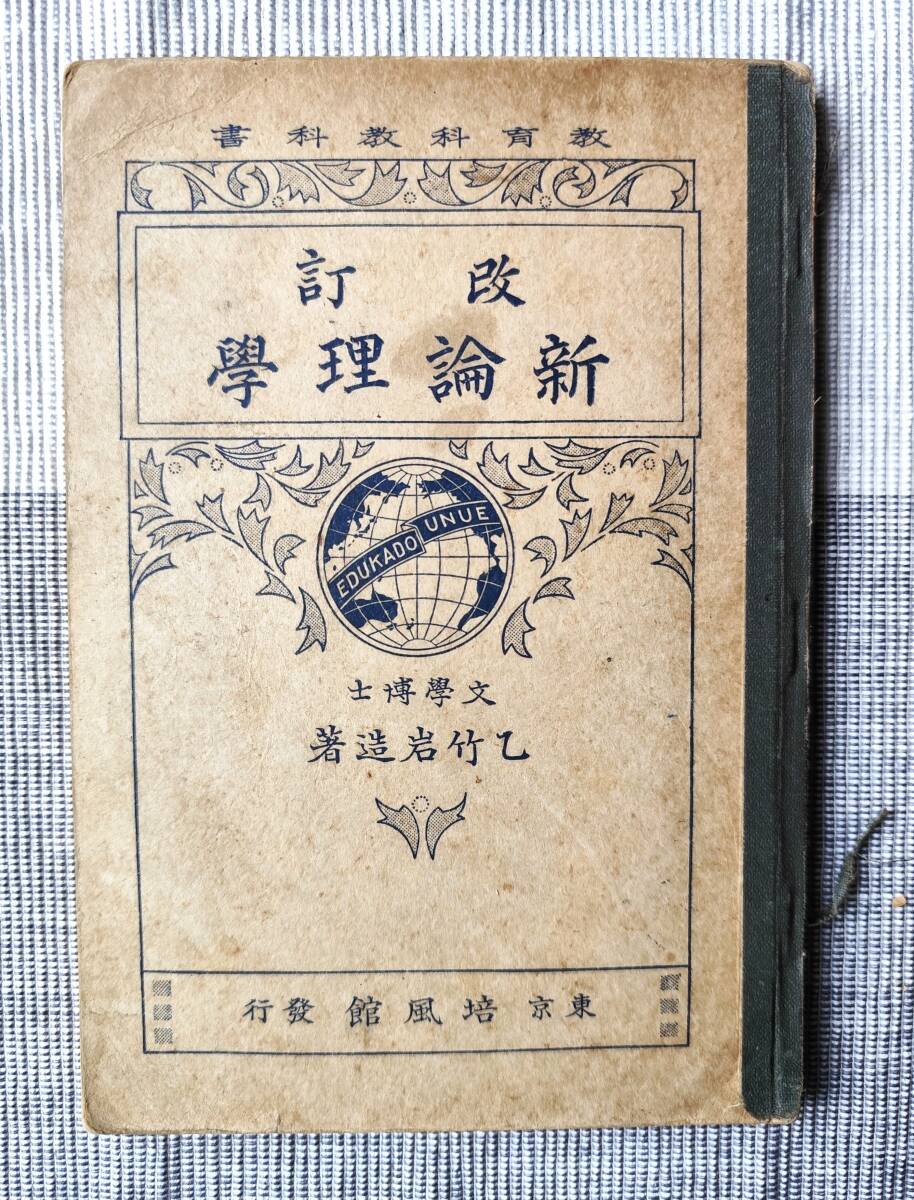 教育科教科書
改訂
新論理學
EDUKADO UNUE
文學博士
乙竹岩造著
東京 培風館 發行